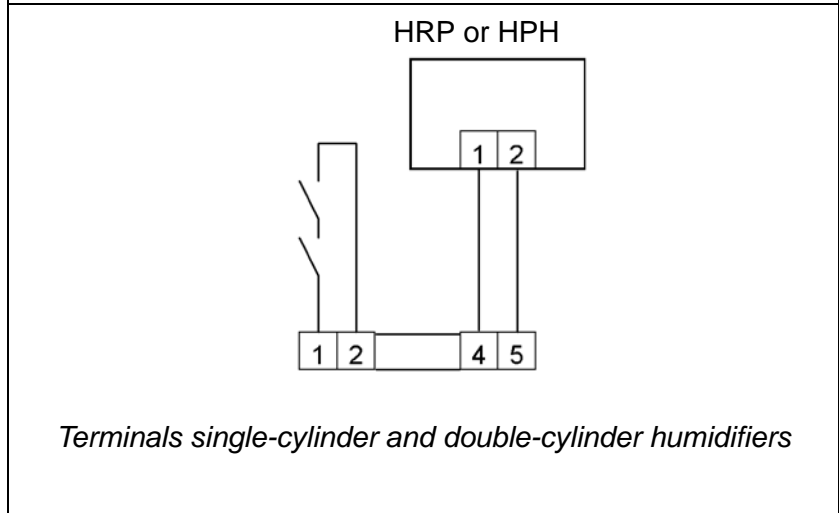 HRP or HPH
1 2
1 2 4 5
Terminals single-cylinder and double-cylinder humidifiers